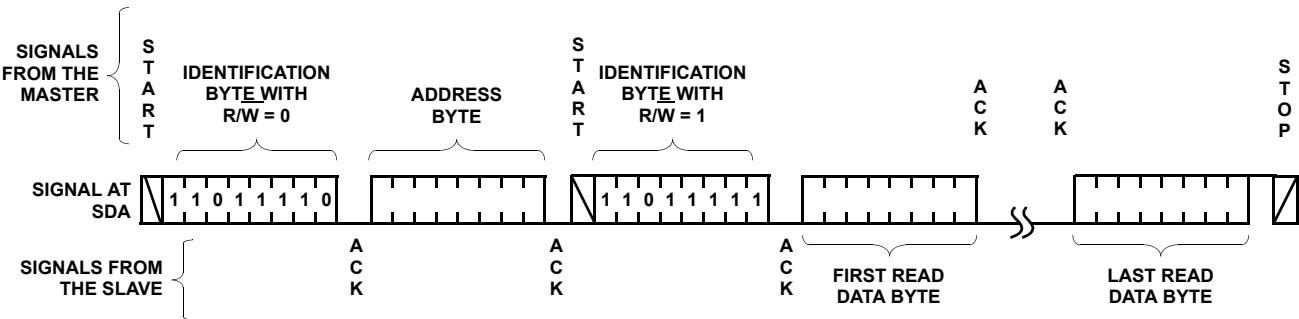 SIGNALS
FROM THE
MASTER
S
T
A
R
T
IDENTIFICATION
BYTE WITH
R/W = 0
ADDRESS
BYTE
S
T
A
R
T
IDENTIFICATION
BYTE WITH
R/W = 1
A
C
K
A
C
K
S
T
O
P
SIGNAL AT
SDA
1 1 0 1 1 1 1 0
1 1 0 1 1 1 1 1
SIGNALS FROM
THE SLAVE
A
C
K
A
C
K
A
C
K
FIRST READ
DATA BYTE
LAST READ
DATA BYTE